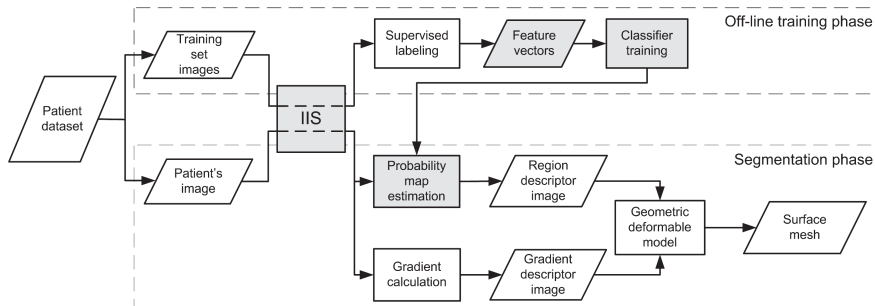 Off-line training phase
Training
set
images
Supervised
labeling
Feature
vectors
Classifier
training
Patient
dataset
IIS
Segmentation phase
Patient's
image
Probability
map
estimation
Region
descriptor
image
Geometric
deformable
model
Surface
mesh
Gradient
calculation
Gradient
descriptor
image